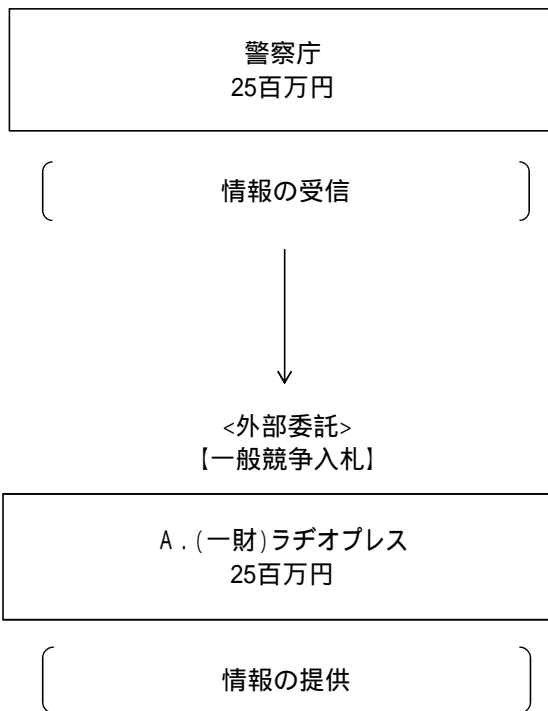 警察庁
25百万円
情報の受信
<外部委託>
【一般競争入札】
A.(一財)ラヂオプレス
25百万円
情報の提供